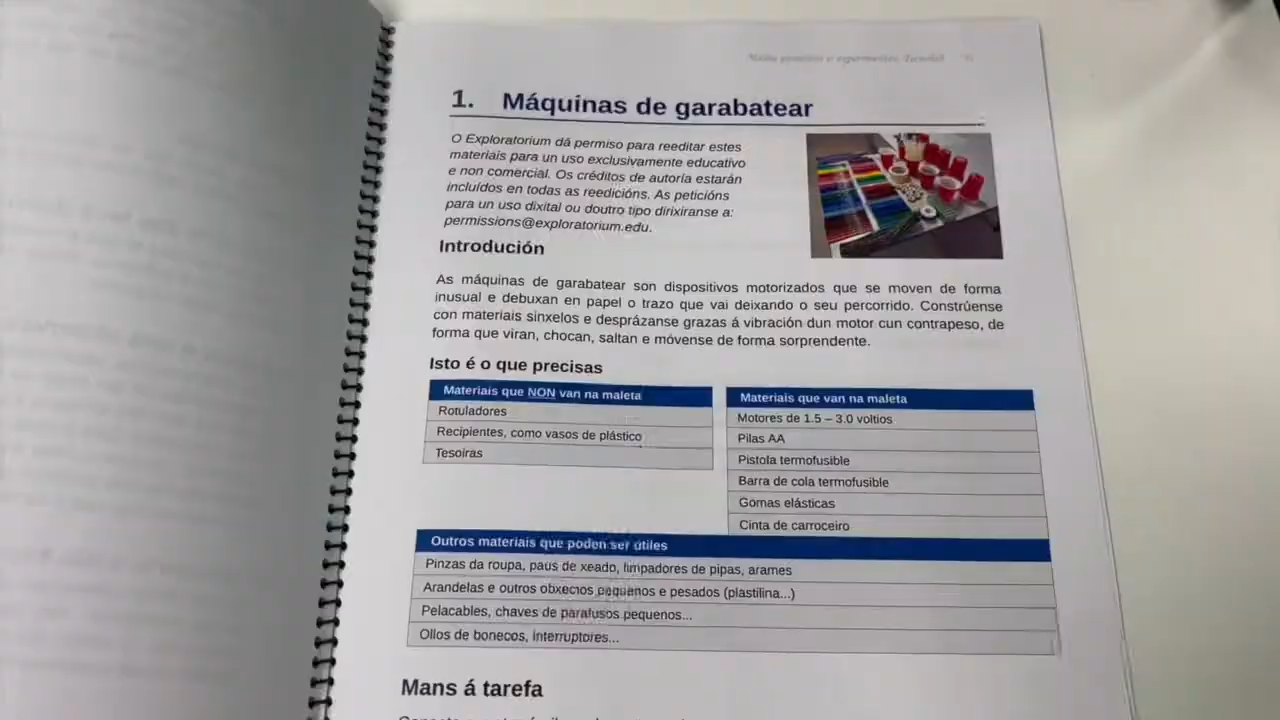 1. Máquinas de garabatear
O Exploratorium dá permiso para reeditar estes
materiais para un uso exclusivamente educativo
e non comercial. Os créditos de autoría estarán
incluídos en todas as reedicións. As peticións
para un uso dixital ou doutro tipo dirixiranse a:
permissions@exploratorium.edu.
Introdución
As máquinas de garabatear son dispositivos motorizados que se moven de forma
inusual e debuxan en papel o trazo que vai deixando o seu percorrido. Constrúense
con materiais sinxelos e desprázanse grazas á vibración dun motor cun contrapeso, de
forma que viran, chocan, saltan e móvense de forma sorprendente.
Isto é o que precisas
Materiais que NON van na maleta
Rotuladores
Recipientes, como vasos de plástico
Tesoiras
Materiais que van na maleta
Motores de 1.5 – 3.0 voltios
Pilas AA
Pistola termofusible
Barra de cola termofusible
Gomas elásticas
Cinta de carroceiro
Outros materiais que poden ser útiles
Pinzas da roupa, paus de xeado, limpadores de pipas, arames
Arandelas e outros obxectos pequenos e pesados (plastilina...)
Pelacables, chaves de parafusos pequenos...
Ollos de bonecos, interruptores...
Mans á tarefa